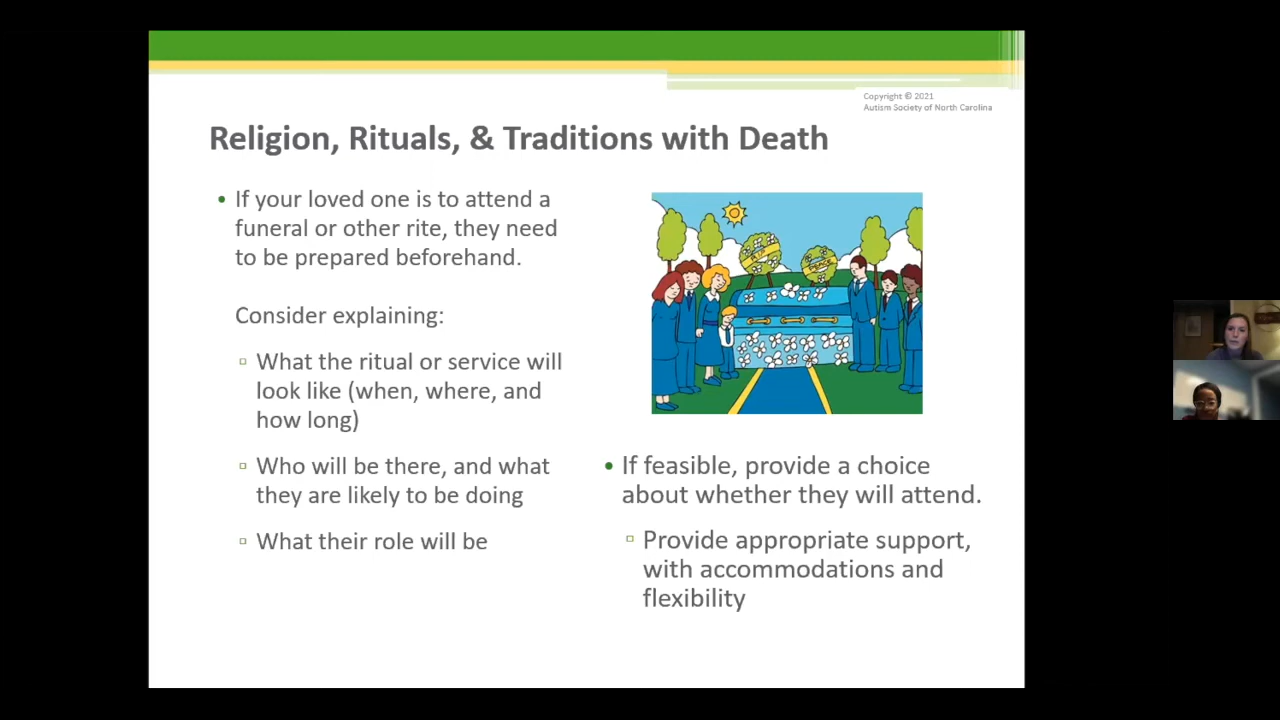 Copyright © 2021
Autism Society of North Carolina
Religion, Rituals, & Traditions with Death
• If your loved one is to attend a
funeral or other rite, they need
to be prepared beforehand.
Consider explaining:
▫ What the ritual or service will
look like (when, where, and
how long)
▫ Who will be there, and what
they are likely to be doing
▫ What their role will be
• If feasible, provide a choice
about whether they will attend.
▫ Provide appropriate support,
with accommodations and
flexibility